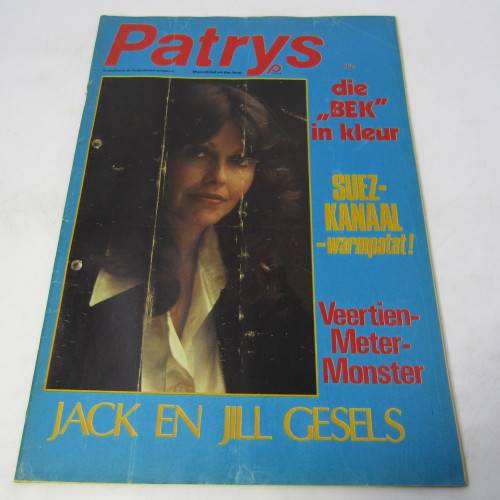 Patrys
die
„BEK”
in kleur
SUEZ-
KANAAL
-warmpatat!
Veertien-
Meter-
Monster
JACK EN JILL GESELS